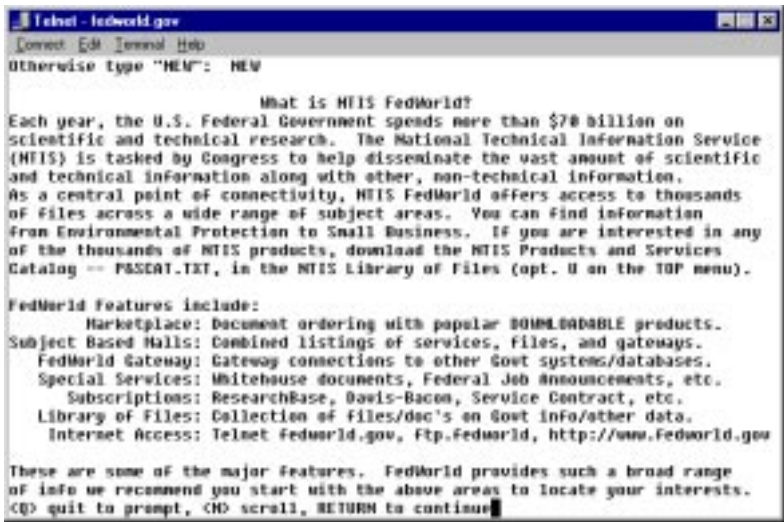 Telnet - fedworld.gov
Connect Edit Terminal Help
Otherwise type "NEW": NEW
What is NTIS FedWorld?
Each year, the U.S. Federal Government spends more than $70 billion on
scientific and technical research. The National Technical Information Service
(NTIS) is tasked by Congress to help disseminate the vast amount of scientific
and technical information along with other, non-technical information.
As a central point of connectivity, NTIS FedWorld offers access to thousands
of files across a wide range of subject areas. You can find information
from Environmental Protection to Small Business. If you are interested in any
of the thousands of NTIS products, download the NTIS Products and Services
Catalog -- P&SCAT.TXT, in the NTIS Library of Files (opt. U on the TOP menu).
FedWorld Features include:
Marketplace: Document ordering with popular DOWNLOADABLE products.
Subject Based Malls: Combined listings of services, files, and gateways.
FedWorld Gateway: Gateway connections to other Govt systems/databases.
Special Services: Whitehouse documents, Federal Job Announcements, etc.
Subscriptions: ResearchBase, Davis-Bacon, Service Contract, etc.
Library of Files: Collection of files/doc's on Govt info/other data.
Internet Access: Telnet fedworld.gov, ftp.fedworld, http://www.fedworld.gov
These are some of the major features. FedWorld provides such a broad range
of info we recommend you start with the above areas to locate your interests.
<Q> quit to prompt, <N> scroll, RETURN to continue